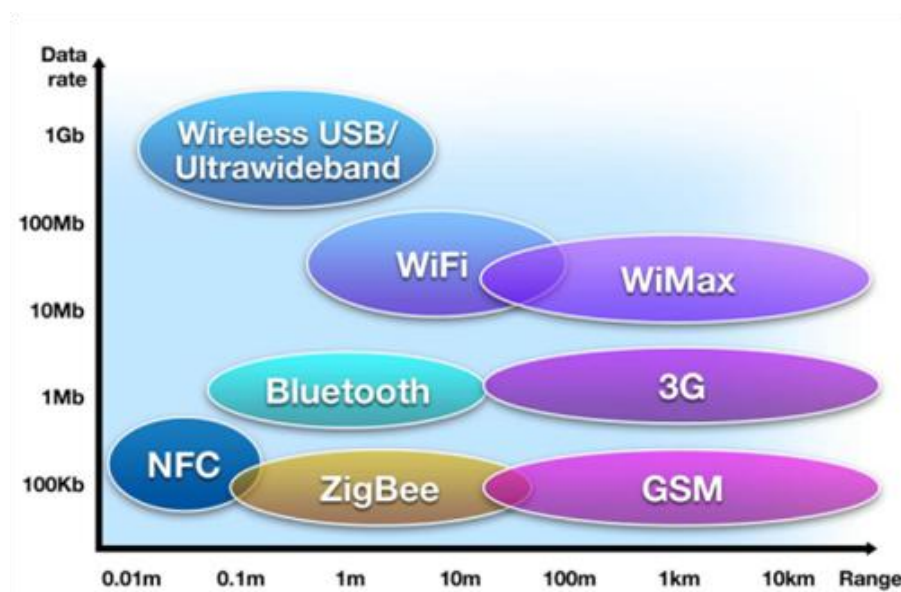 Data
rate
1Gb
100Mb
10Mb
1Mb
100Kb
Wireless USB/
Ultrawideband
WiFi
WiMax
Bluetooth
3G
NFC
ZigBee
GSM
0.01m
0.1m
1m
10m
100m
1km
10km
Range